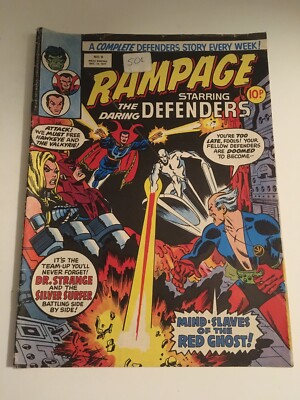 A COMPLETE DEFENDERS STORY EVERY WEEK!
50c
RAMPAGE
10P
STARRING
THE DARING
DEFENDERS
ATTACK!
WE MUST FREE
HAWKEYE AND
THE VALKYRIE!
YOU'RE TOO
LATE, FOOLS! YOUR
FELLOW DEFENDERS
ARE DOOMED
TO BECOME--
IT'S THE
TEAM-UP YOU'LL
NEVER FORGET!
DR. STRANGE
AND THE
SILVER SURFER,
BATTLING SIDE
BY SIDE!
MIND-SLAVES
OF THE
RED GHOST!